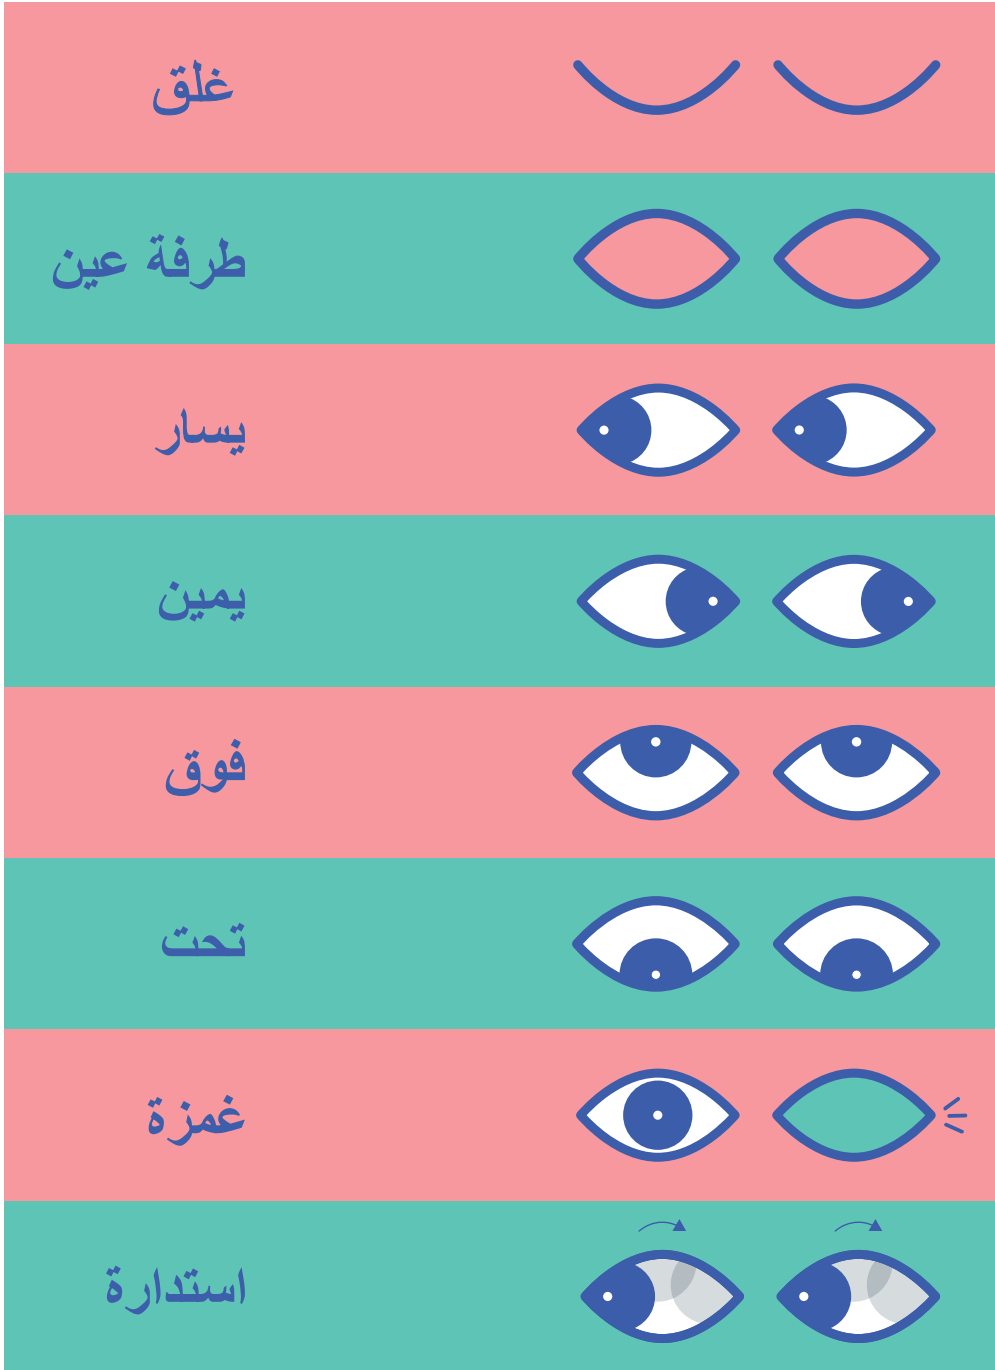 غلق
طرفة عين
يسار
يمين
فوق
تحت
غمزة
استدارة